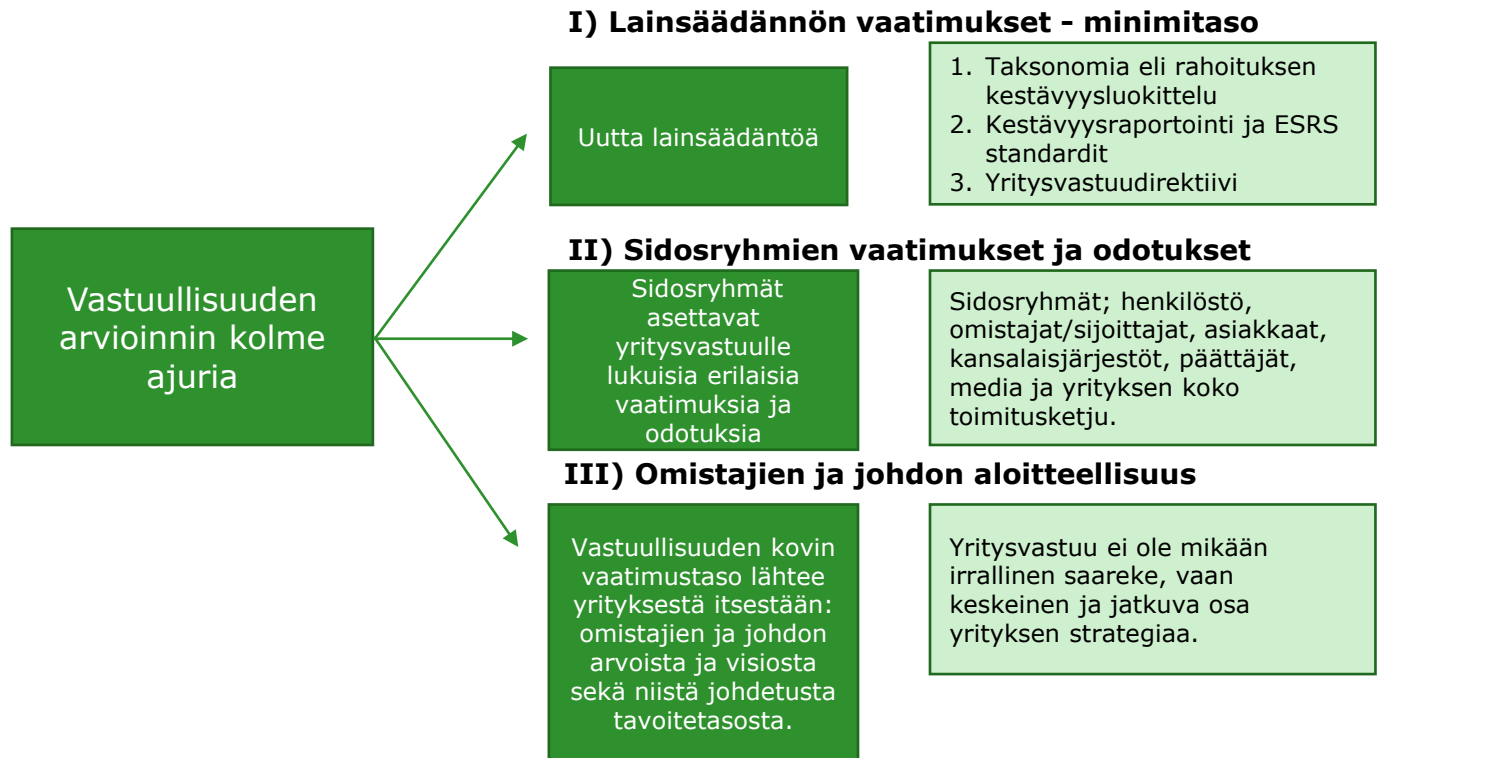 Vastuullisuuden
arvioinnin kolme
ajuria
I) Lainsäädännön vaatimukset - minimitaso
Uutta lainsäädäntöä
1. Taksonomia eli rahoituksen
kestävyysluokittelu
2. Kestävyysraportointi ja ESRS
standardit
3. Yritysvastuudirektiivi
II) Sidosryhmien vaatimukset ja odotukset
Sidosryhmät
asettavat
yritysvastuulle
lukuisia erilaisia
vaatimuksia ja
odotuksia
Sidosryhmät; henkilöstö,
omistajat/sijoittajat, asiakkaat,
kansalaisjärjestöt, päättäjät,
media ja yrityksen koko
toimitusketju.
III) Omistajien ja johdon aloitteellisuus
Vastuullisuuden kovin
vaatimustaso lähtee
yrityksestä itsestään:
omistajien ja johdon
arvoista ja visiosta
sekä niistä johdetusta
tavoitetasosta.
Yritysvastuu ei ole mikään
irrallinen saareke, vaan
keskeinen ja jatkuva osa
yrityksen strategiaa.